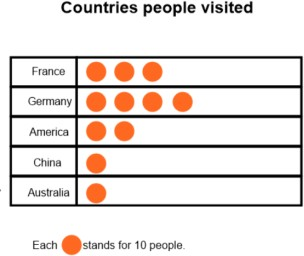 Countries people visited
France
Germany
America
China
Australia
Each stands for 10 people.